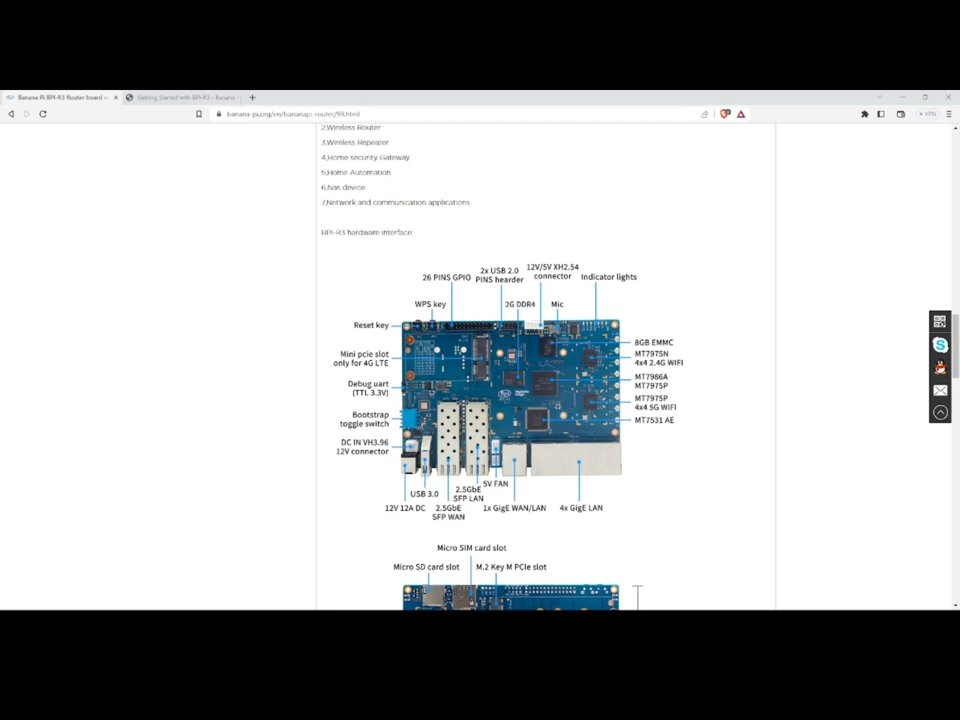 Banana Pi BPI-R3 Router board w
Getting Started with BPI-R3 - Banana
banana-pi.org/en/bananapi-router/99.html
VPN
2,Wireless Router
3,Wireless Repeater
4,Home security Gateway
5,Home Automation
6,Nas device
7,Network and communication applications
BPI-R3 hardware interface:
26 PINS GPIO
2x USB 2.0
PINS hearder
12V/5V XH2.54
connector
Indicator lights
WPS key
2G DDR4
Mic
Reset key
8GB EMMC
Mini pcie slot
only for 4G LTE
MT7975N
4x4 2.4G WIFI
MT7986A
MT7975P
Debug uart
(TTL 3.3V)
MT7975P
4x4 5G WIFI
Bootstrap
toggle switch
MT7531 AE
DC IN VH3.96
12V connector
USB 3.0
2.5GbE
SFP LAN
5V FAN
12V 12A DC
2.5GbE
SFP WAN
1x GigE WAN/LAN
4x GigE LAN
Micro SIM card slot
Micro SD card slot
M.2 Key M PCIe slot